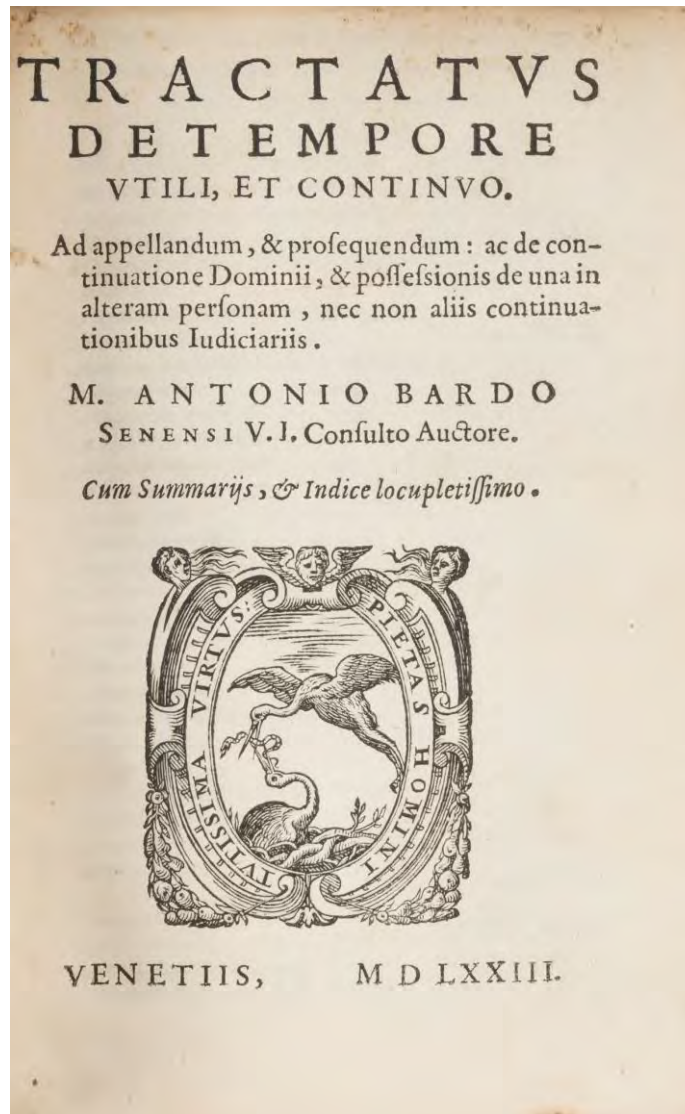 TRACTATVS
DE TEMPORE
VTILI, ET CONTINVO.
Ad appellandum, & proſequendum: ac de con-
tinuatione Dominii, & poſſeſsionis de una in
alteram perſonam, nec non aliis continua-
tionibus Iudiciariis.
M. ANTONIO BARDO
SENENSI V. I. Conſulto Auctore.
Cum Summarijs, & Indice locupletiſſimo.
PIETAS HOMINI
TVTISSIMA VIRTVS:
VENETIIS, M D LXXIII.